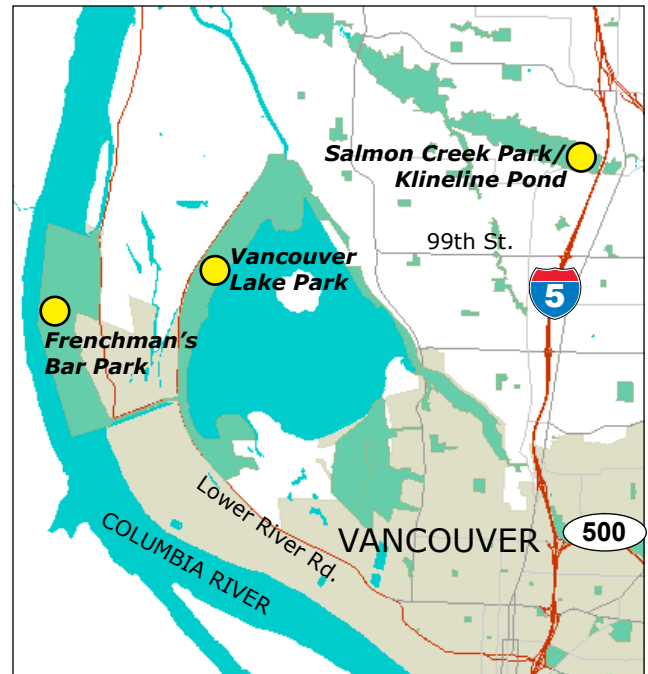 Salmon Creek Park/
Klineline Pond
99th St.
Vancouver
Lake Park
5
Frenchman's
Bar Park
Lower River Rd.
VANCOUVER
500
COLUMBIA RIVER